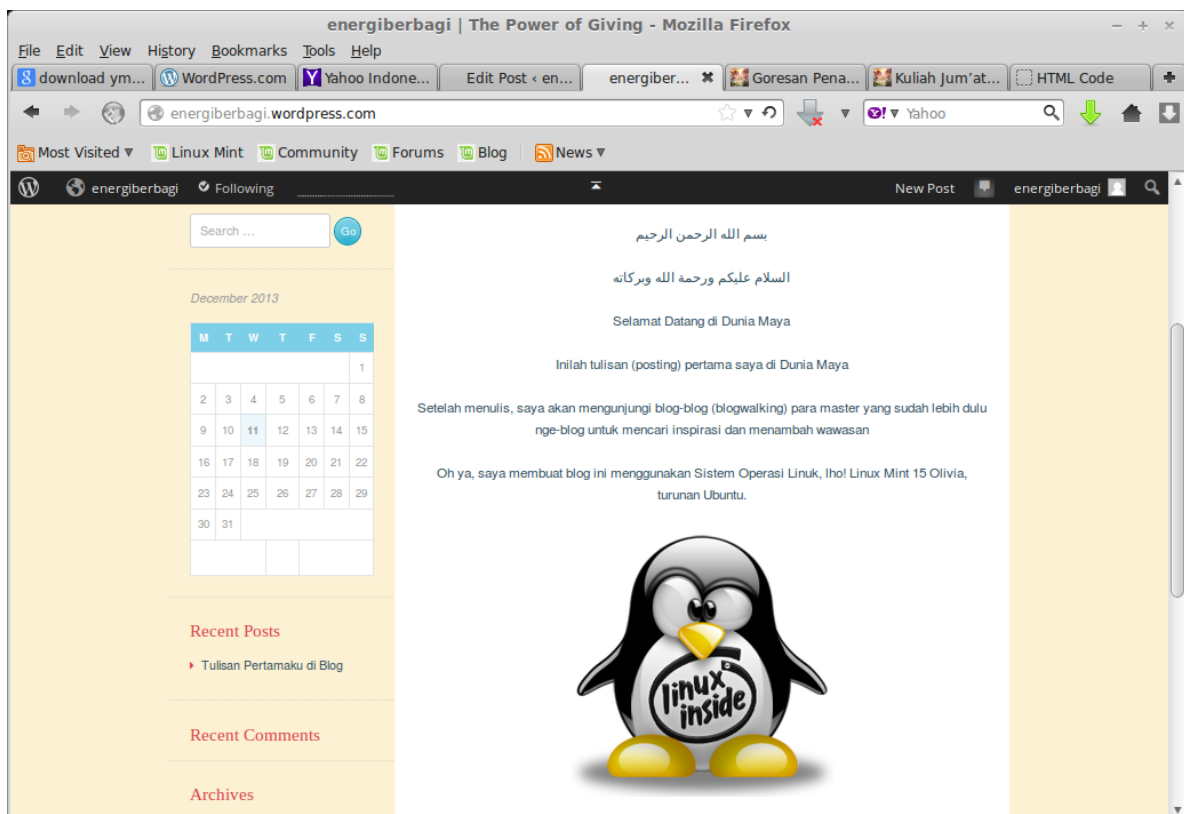 energiberbagi | The Power of Giving - Mozilla Firefox
File Edit View History Bookmarks Tools Help
download ym... WordPress.com Yahoo Indone... Edit Post ‹ en... energiber... Goresan Pena... Kuliah Jum'at... HTML Code
energiberbagi.wordpress.com Yahoo
Most Visited Linux Mint Community Forums Blog News
energiberbagi Following New Post energiberbagi
Search ... Go
December 2013
M T W T F S S
1
2 3 4 5 6 7 8
9 10 11 12 13 14 15
16 17 18 19 20 21 22
23 24 25 26 27 28 29
30 31
Recent Posts
Tulisan Pertamaku di Blog
Recent Comments
Archives
بسم الله الرحمن الرحيم
السلام عليكم ورحمة الله وبركاته
Selamat Datang di Dunia Maya
Inilah tulisan (posting) pertama saya di Dunia Maya
Setelah menulis, saya akan mengunjungi blog-blog (blogwalking) para master yang sudah lebih dulu
nge-blog untuk mencari inspirasi dan menambah wawasan
Oh ya, saya membuat blog ini menggunakan Sistem Operasi Linuk, lho! Linux Mint 15 Olivia,
turunan Ubuntu.
linux
inside